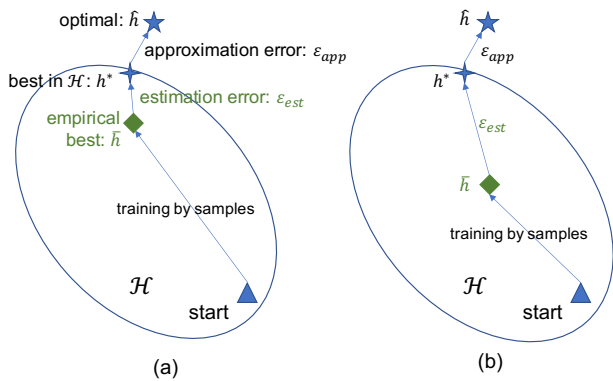 optimal: ĥ
approximation error: ε_app
best in ℋ: h*
estimation error: ε_est
empirical
best: h̄
training by samples
ℋ
start
(a)
ĥ
ε_app
h*
ε_est
h̄
training by samples
ℋ
start
(b)